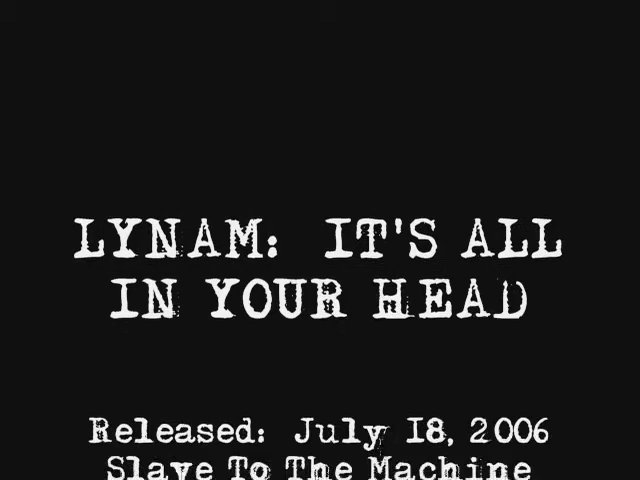 LYNAM: IT'S ALL
IN YOUR HEAD
Released: July 18, 2006
Slave To The Machine